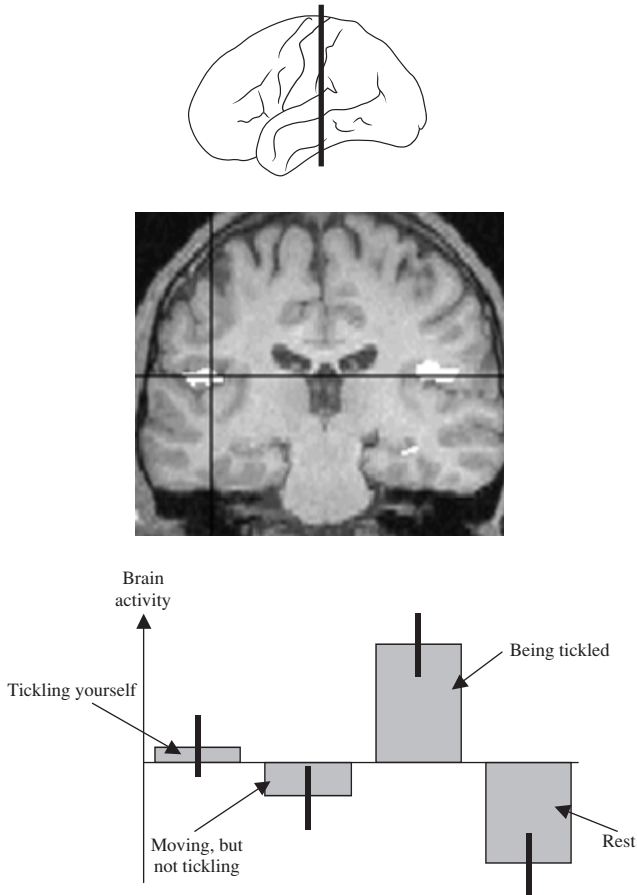 Brain
activity
Being tickled
Tickling yourself
Moving, but
not tickling
Rest